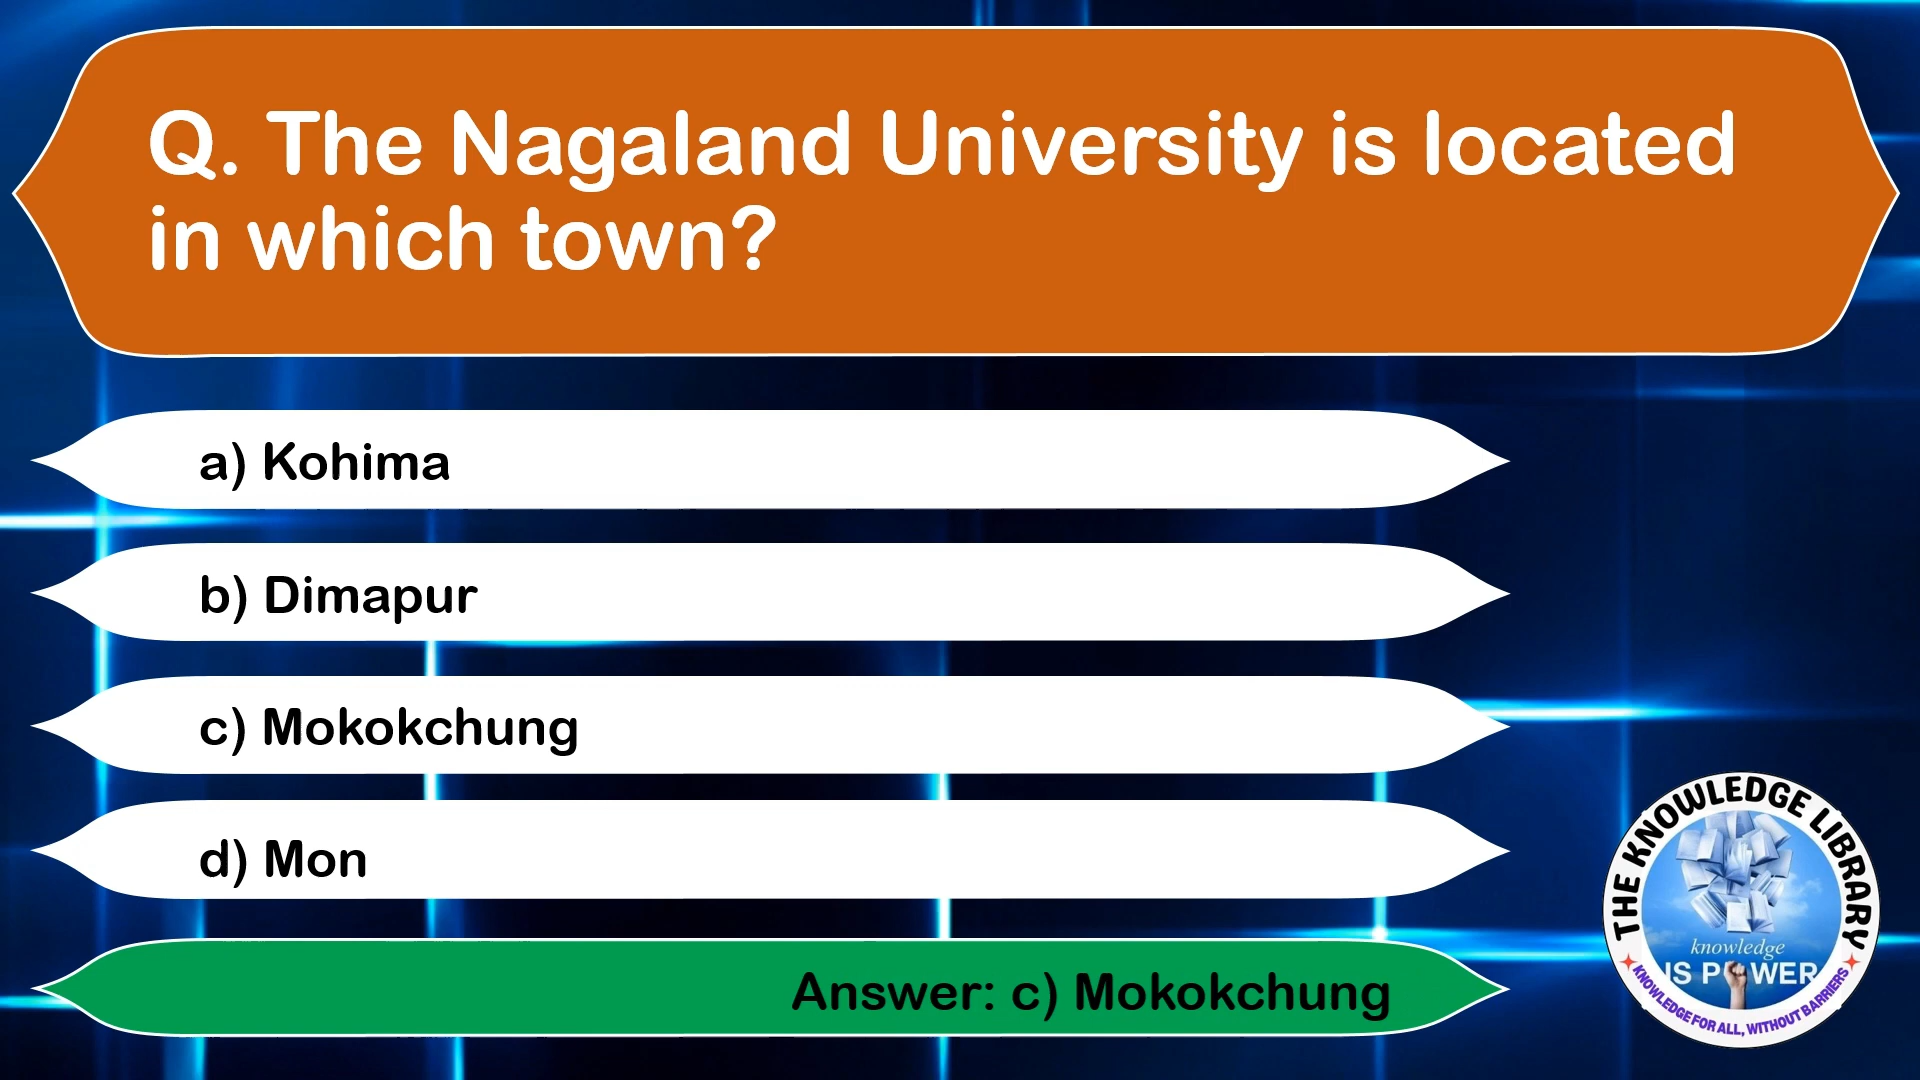 Q. The Nagaland University is located
in which town?
a) Kohima
b) Dimapur
c) Mokokchung
d) Mon
Answer: c) Mokokchung
THE KNOWLEDGE LIBRARY
knowledge
IS POWER
KNOWLEDGE FOR ALL, WITHOUT BARRIERS